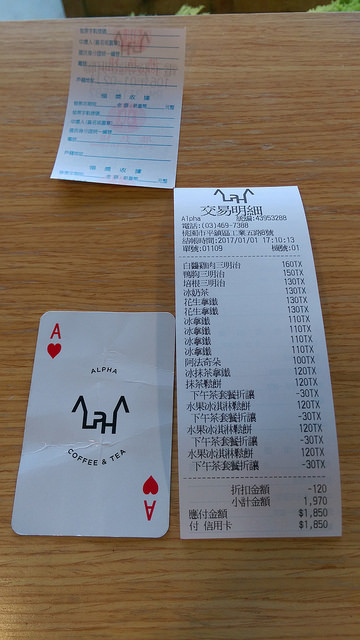 交易明細
Alpha 統編:43953288
電話:(03)469-7388
結帳時間:2017/01/01 17:10:13
單號:01109 機號:01
白醬雞肉三明治 160TX
鴨胸三明治 150TX
培根三明治 130TX
冰奶茶 130TX
花生拿鐵 130TX
花生拿鐵 130TX
冰拿鐵 110TX
冰拿鐵 110TX
冰拿鐵 110TX
冰拿鐵 110TX
阿法奇朵 100TX
冰抹茶拿鐵 120TX
抹茶鬆餅 120TX
下午茶套餐折讓 -30TX
水果冰淇淋鬆餅 120TX
下午茶套餐折讓 -30TX
水果冰淇淋鬆餅 120TX
下午茶套餐折讓 -30TX
水果冰淇淋鬆餅 120TX
下午茶套餐折讓 -30TX
折扣金額 -120
小計金額 1,970
應付金額 $1,850
付 信用卡 $1,850
A
ALPHA
COFFEE & TEA
A